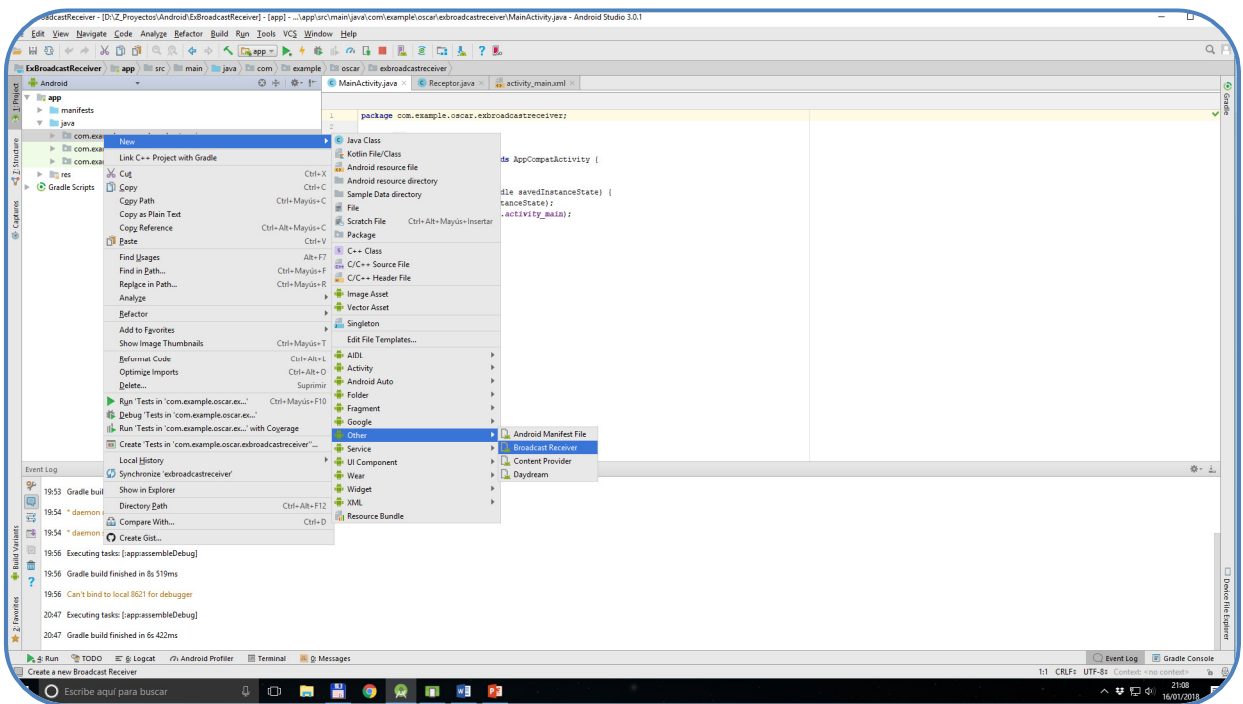 oadcastReceiver - [D:\Z_Proyectos\Android\ExBroadcastReceiver] - [app] - ...\app\src\main\java\com\example\oscar\exbroadcastreceiver\MainActivity.java - Android Studio 3.0.1
Edit View Navigate Code Analyze Refactor Build Run Tools VCS Window Help
app
ExBroadcastReceiver app src main java com example oscar exbroadcastreceiver
Android
MainActivity.java × Receptor.java × activity_main.xml ×
1: Project
Z: Structure
Captures
Build Variants
2: Favorites
Gradle
Device File Explorer
app
manifests
java
com.exa
com.exa
com.exa
res
Gradle Scripts
1 package com.example.oscar.exbroadcastreceiver;
2
ds AppCompatActivity {
dle savedInstanceState) {
tanceState);
.activity_main);
New
Link C++ Project with Gradle
Cut Ctrl+X
Copy Ctrl+C
Copy Path Ctrl+Mayús+C
Copy as Plain Text
Copy Reference Ctrl+Alt+Mayús+C
Paste Ctrl+V
Find Usages Alt+F7
Find in Path... Ctrl+Mayús+F
Replace in Path... Ctrl+Mayús+R
Analyze
Refactor
Add to Favorites
Show Image Thumbnails Ctrl+Mayús+T
Reformat Code Ctrl+Alt+L
Optimize Imports Ctrl+Alt+O
Delete... Suprimir
Run 'Tests in 'com.example.oscar.ex...' Ctrl+Mayús+F10
Debug 'Tests in 'com.example.oscar.ex...'
Run 'Tests in 'com.example.oscar.ex...' with Coverage
Create 'Tests in 'com.example.oscar.exbroadcastreceiver''...
Local History
Synchronize 'exbroadcastreceiver'
Show in Explorer
Directory Path Ctrl+Alt+F12
Compare With... Ctrl+D
Create Gist...
Java Class
Kotlin File/Class
Android resource file
Android resource directory
Sample Data directory
File
Scratch File Ctrl+Alt+Mayús+Insertar
Package
C++ Class
C/C++ Source File
C/C++ Header File
Image Asset
Vector Asset
Singleton
Edit File Templates...
AIDL
Activity
Android Auto
Folder
Fragment
Google
Other
Service
UI Component
Wear
Widget
XML
Resource Bundle
Android Manifest File
Broadcast Receiver
Content Provider
Daydream
Event Log
19:53 Gradle buil
19:54 * daemon
19:54 * daemon
19:56 Executing tasks: [:app:assembleDebug]
19:56 Gradle build finished in 8s 519ms
19:56 Can't bind to local 8621 for debugger
20:47 Executing tasks: [:app:assembleDebug]
20:47 Gradle build finished in 6s 422ms
4: Run TODO 6: Logcat Android Profiler Terminal 0: Messages Event Log Gradle Console
Create a new Broadcast Receiver 1:1 CRLF÷ UTF-8÷ Context: <no context>
Escribe aquí para buscar
21:08
16/01/2018